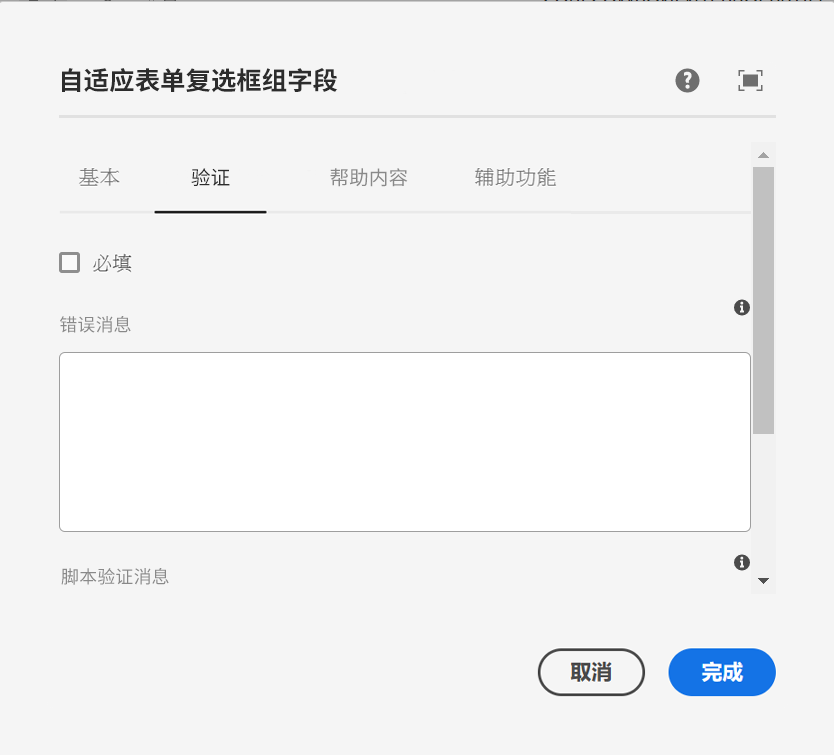 自适应表单复选框组字段
基本 验证 帮助内容 辅助功能
必填
错误消息
脚本验证消息
取消 完成